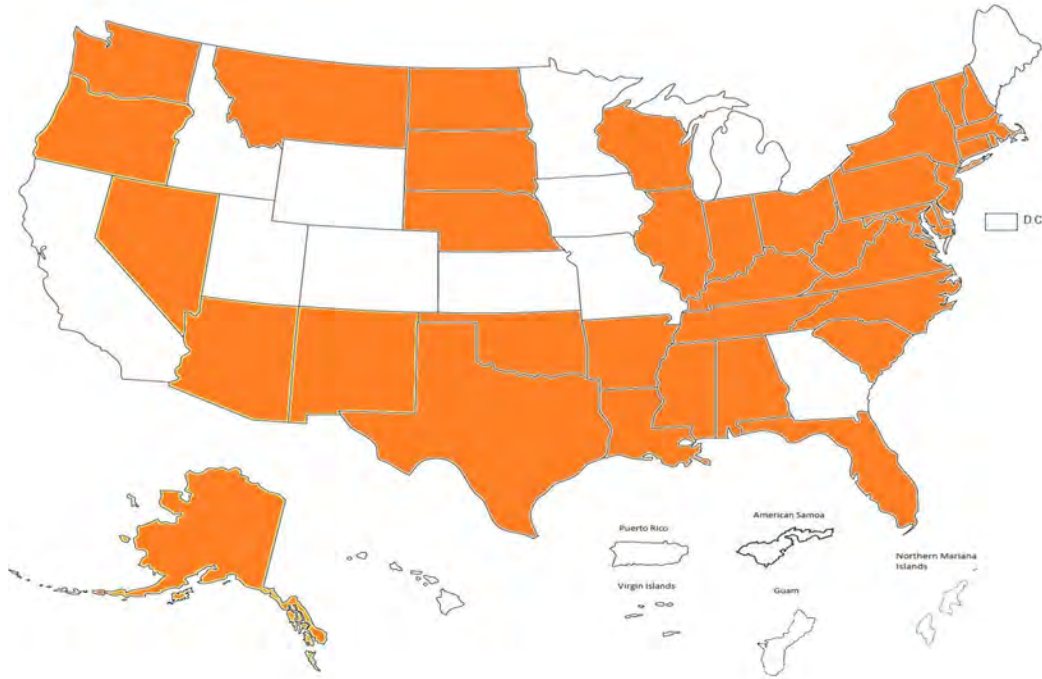 D.C
Puerto Rico
American Samoa
Northern Mariana
Islands
Virgin Islands
Guam